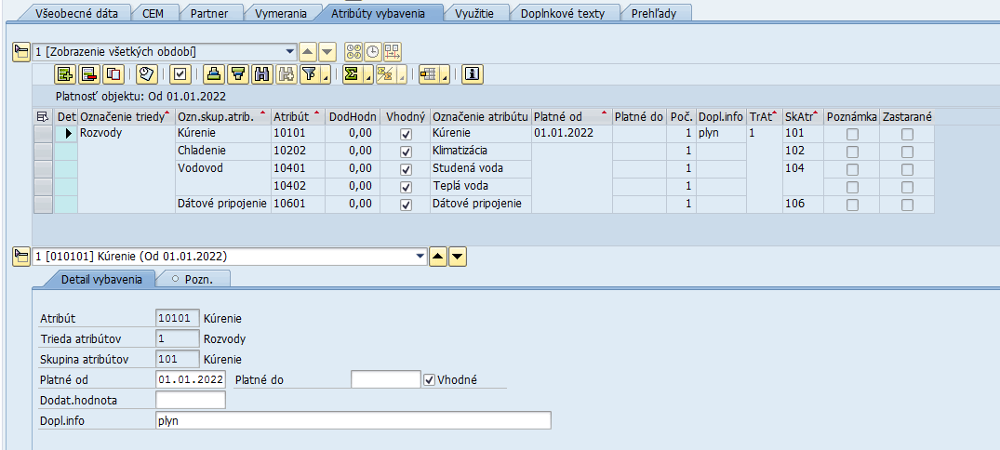 Všeobecné dáta CEM Partner Vymerania Atribúty vybavenia Využitie Doplnkové texty Prehľady
1 [Zobrazenie všetkých období]
Platnosť objektu: Od 01.01.2022
Det Označenie triedy Ozn.skup.atrib. Atribút DodHodn Vhodný Označenie atribútu Platné od Platné do Poč. Dopl.info TrAt SkAtr Poznámka Zastarané
Rozvody Kúrenie 10101 0,00 Kúrenie 01.01.2022 1 plyn 1 101
Chladenie 10202 0,00 Klimatizácia 1 102
Vodovod 10401 0,00 Studená voda 1 104
10402 0,00 Teplá voda 1
Dátové pripojenie 10601 0,00 Dátové pripojenie 1 106
1 [010101] Kúrenie (Od 01.01.2022)
Detail vybavenia Pozn.
Atribút 10101 Kúrenie
Trieda atribútov 1 Rozvody
Skupina atribútov 101 Kúrenie
Platné od 01.01.2022 Platné do Vhodné
Dodat.hodnota
Dopl.info plyn